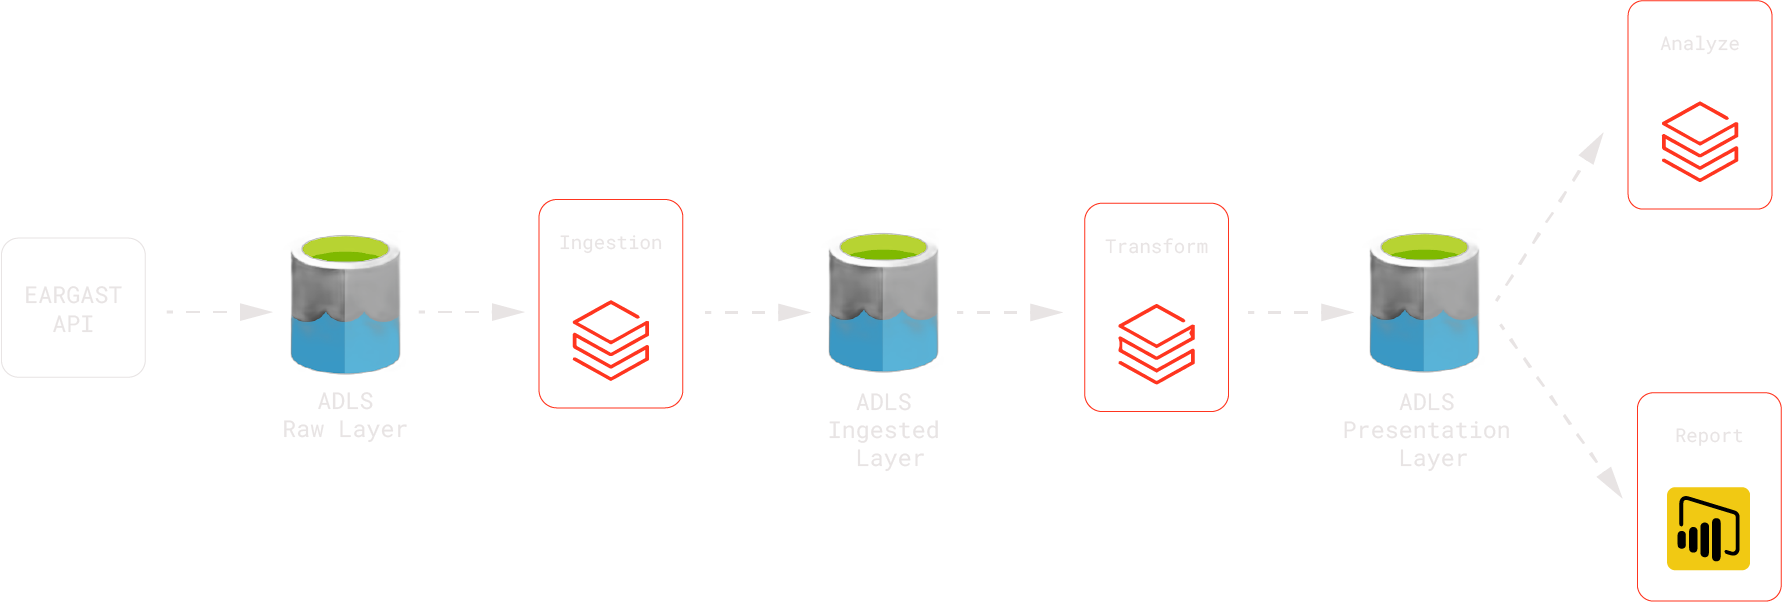 EARGAST
API
ADLS
Raw Layer
Ingestion
ADLS
Ingested
Layer
Transform
ADLS
Presentation
Layer
Analyze
Report